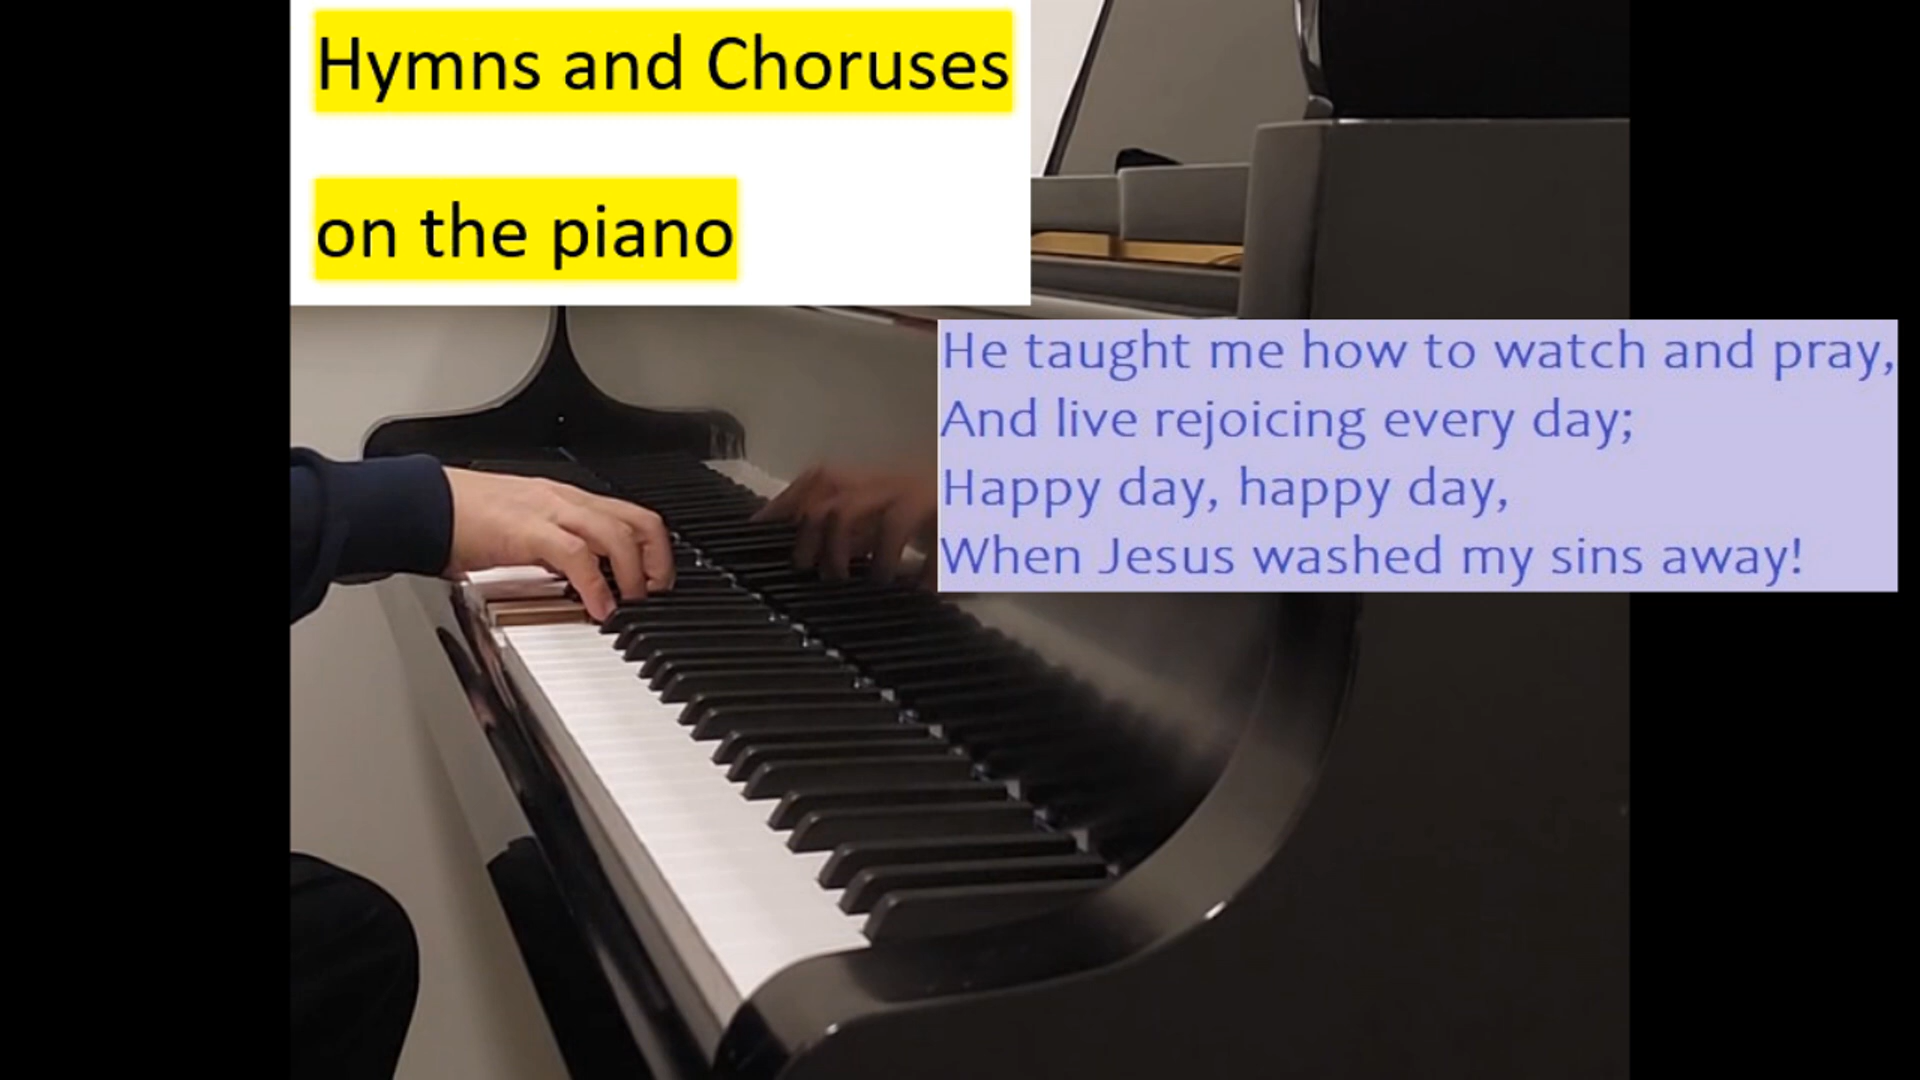 Hymns and Choruses
on the piano
He taught me how to watch and pray,
And live rejoicing every day;
Happy day, happy day,
When Jesus washed my sins away!